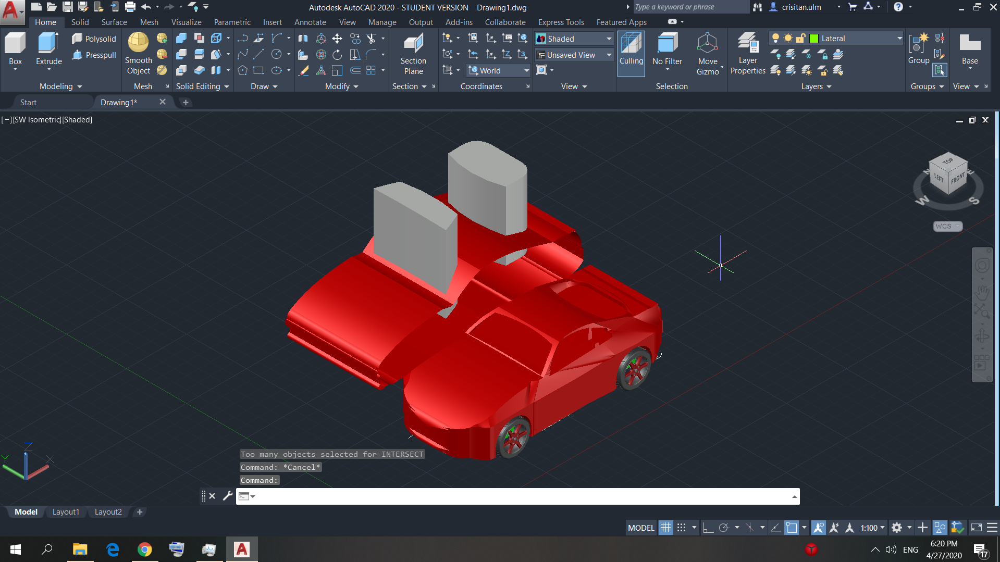 Autodesk AutoCAD 2020 - STUDENT VERSION Drawing1.dwg
Type a keyword or phrase
crisitan.ulm
Home Solid Surface Mesh Visualize Parametric Insert Annotate View Manage Output Add-ins Collaborate Express Tools Featured Apps
Box
Extrude
Polysolid
Presspull
Smooth
Object
Section
Plane
World
Shaded
Unsaved View
Culling
No Filter
Move
Gizmo
Layer
Properties
Lateral
Group
Base
Modeling
Mesh
Solid Editing
Draw
Modify
Section
Coordinates
View
Selection
Layers
Groups
View
Start
Drawing1*
[−][SW Isometric][Shaded]
TOP
LEFT
FRONT
N
E
W
S
WCS
Z
Y
X
Too many objects selected for INTERSECT
Command: *Cancel*
Command:
Model Layout1 Layout2
MODEL
1:100
ENG
6:20 PM
4/27/2020
17